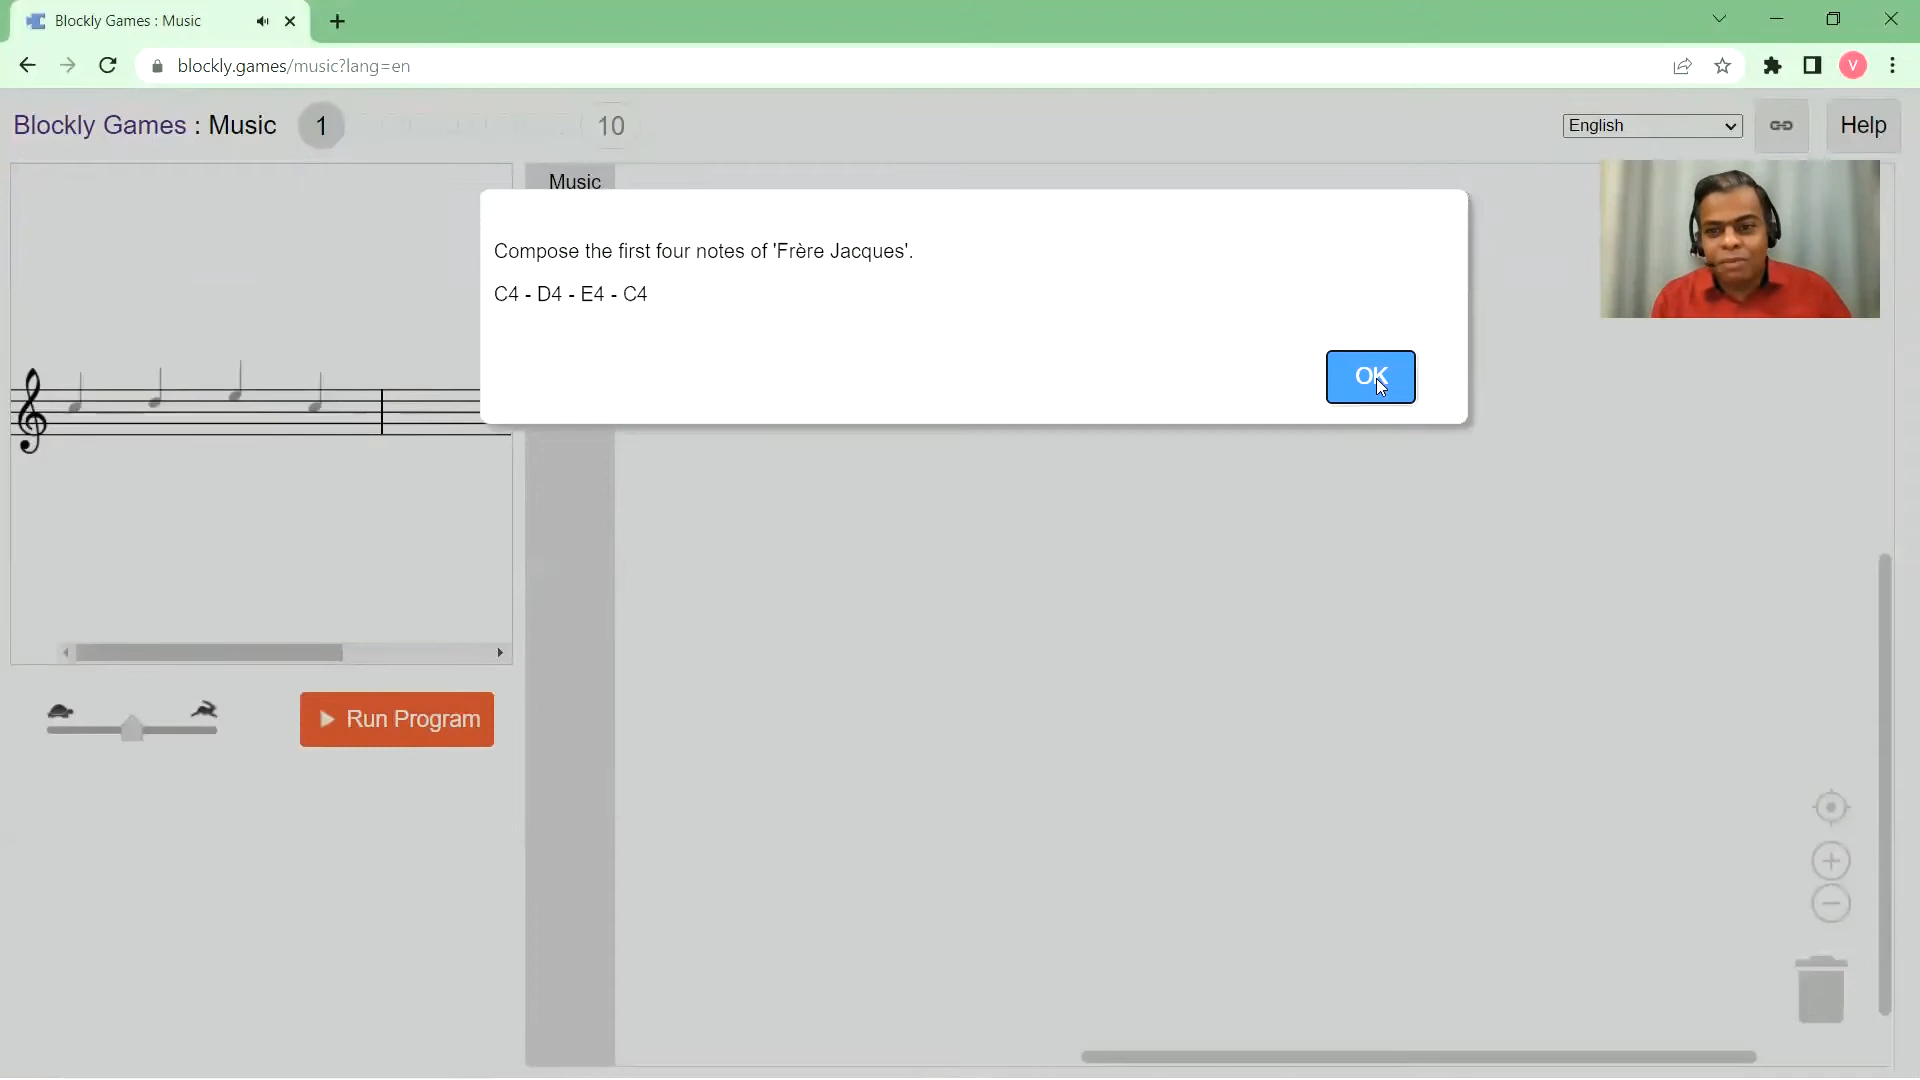 Blockly Games : Music
blockly.games/music?lang=en
V
Blockly Games : Music 1 10 English Help
Music
Compose the first four notes of 'Frère Jacques'.
C4 - D4 - E4 - C4
OK
Run Program